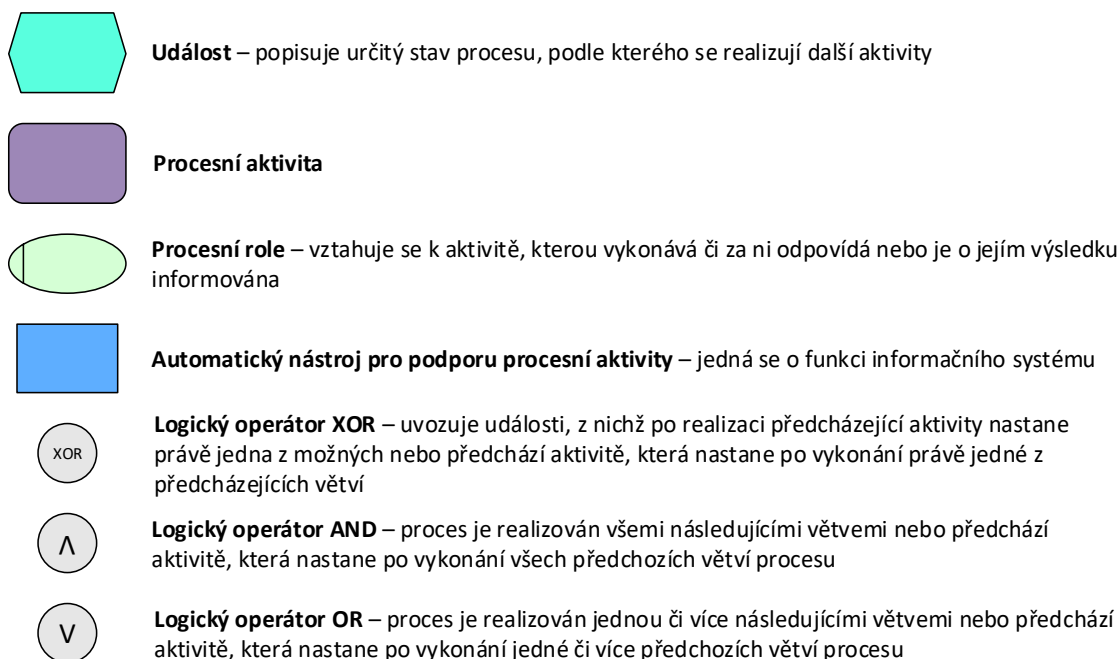 Událost – popisuje určitý stav procesu, podle kterého se realizují další aktivity
Procesní aktivita
Procesní role – vztahuje se k aktivitě, kterou vykonává či za ni odpovídá nebo je o jejím výsledku
informována
Automatický nástroj pro podporu procesní aktivity – jedná se o funkci informačního systému
XOR
Logický operátor XOR – uvozuje události, z nichž po realizaci předcházející aktivity nastane
právě jedna z možných nebo předchází aktivitě, která nastane po vykonání právě jedné z
předcházejících větví
Λ
Logický operátor AND – proces je realizován všemi následujícími větvemi nebo předchází
aktivitě, která nastane po vykonání všech předchozích větví procesu
V
Logický operátor OR – proces je realizován jednou či více následujícími větvemi nebo předchází
aktivitě, která nastane po vykonání jedné či více předchozích větví procesu